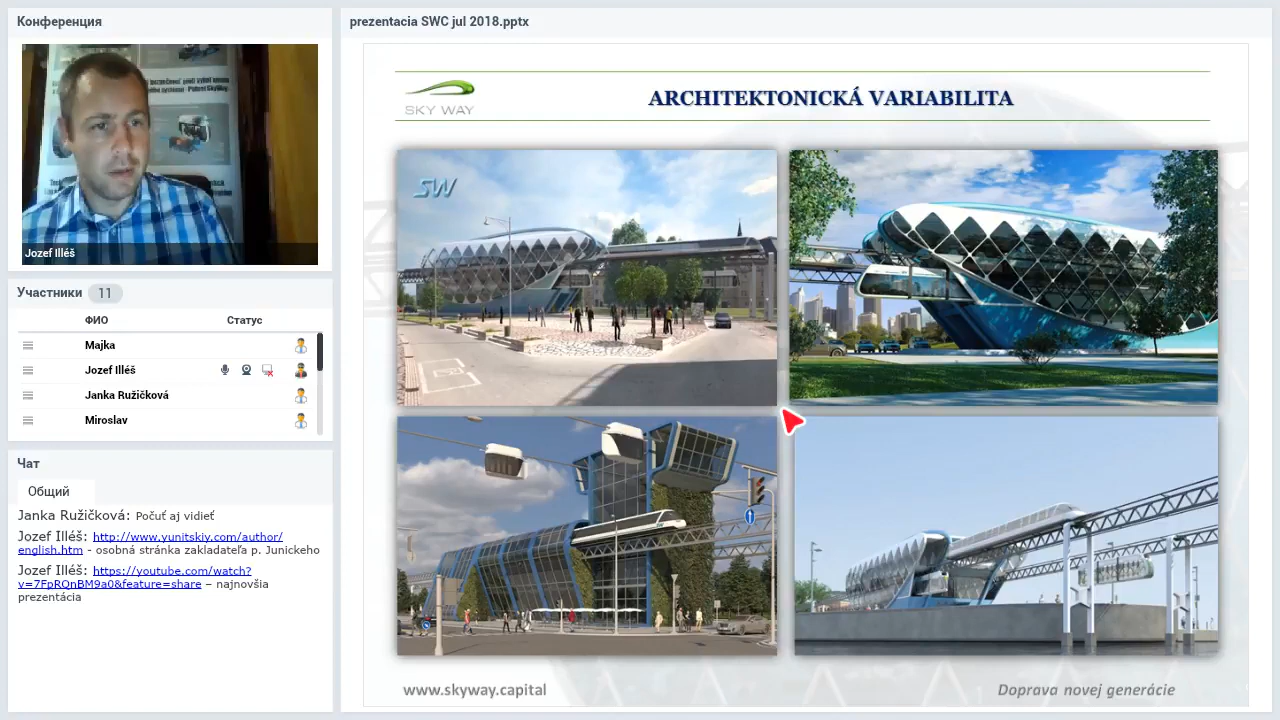 Конференция
Jozef Illéš
Участники 11
ФИО Статус
Majka
Jozef Illéš
Janka Ružičková
Miroslav
Чат
Общий
Janka Ružičková: Počuť aj vidieť
Jozef Illéš: http://www.yunitskiy.com/author/
english.htm - osobná stránka zakladateľa p. Junickeho
Jozef Illéš: https://youtube.com/watch?
v=7FpRQnBM9a0&feature=share – najnovšia
prezentácia
prezentacia SWC jul 2018.pptx
SKY WAY
ARCHITEKTONICKÁ VARIABILITA
SW
www.skyway.capital
Doprava novej generácie